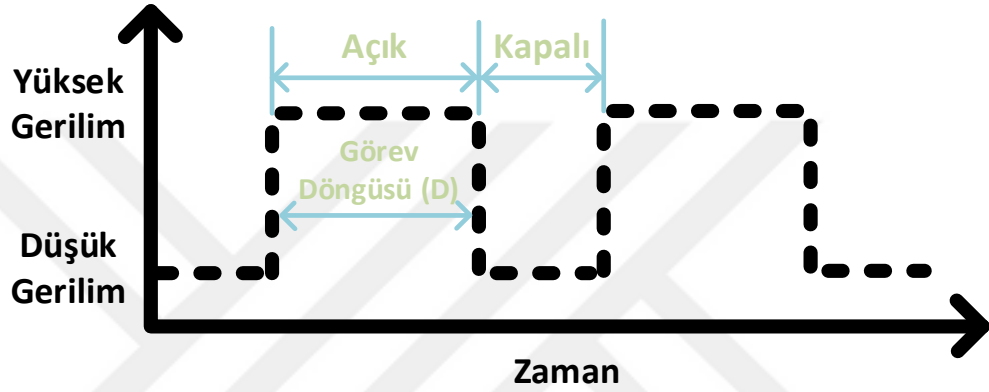 Açık
Kapalı
Yüksek
Gerilim
Görev
Döngüsü (D)
Düşük
Gerilim
Zaman